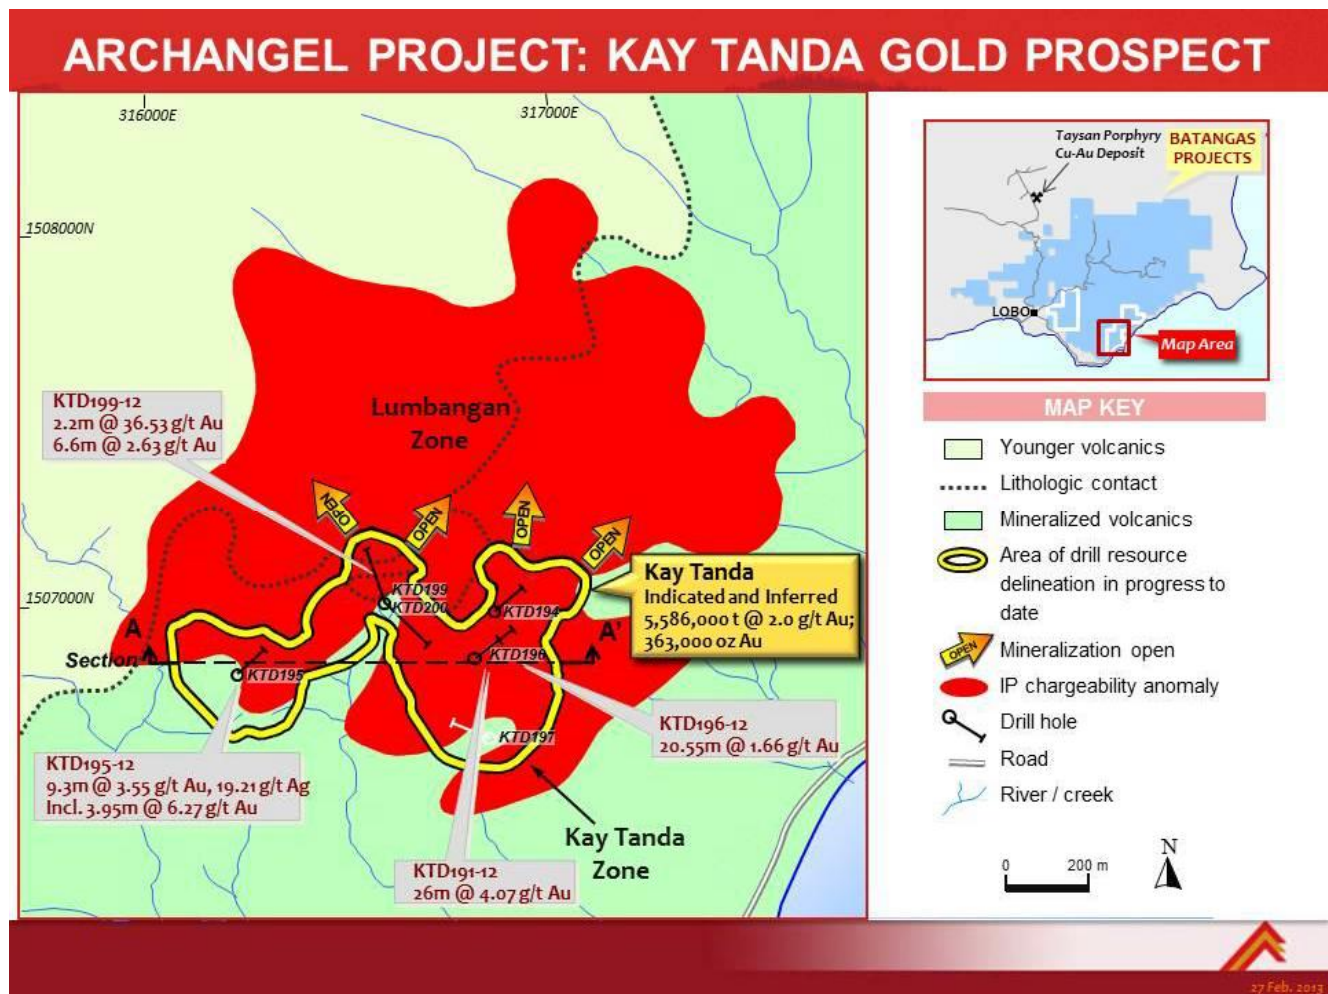 ARCHANGEL PROJECT: KAY TANDA GOLD PROSPECT
316000E
317000E
1508000N
1507000N
Lumbangan
Zone
KTD199-12
2.2m @ 36.53 g/t Au
6.6m @ 2.63 g/t Au
OPEN
OPEN
OPEN
OPEN
KTD199
KTD200
KTD194
KTD196
KTD195
KTD197
A
A'
Section
Kay Tanda
Indicated and Inferred
5,586,000 t @ 2.0 g/t Au;
363,000 oz Au
KTD196-12
20.55m @ 1.66 g/t Au
KTD195-12
9.3m @ 3.55 g/t Au, 19.21 g/t Ag
Incl. 3.95m @ 6.27 g/t Au
KTD191-12
26m @ 4.07 g/t Au
Kay Tanda
Zone
Taysan Porphyry
Cu-Au Deposit
BATANGAS
PROJECTS
LOBO
Map Area
MAP KEY
Younger volcanics
Lithologic contact
Mineralized volcanics
Area of drill resource
delineation in progress to
date
OPEN
Mineralization open
IP chargeability anomaly
Drill hole
Road
River / creek
0
200 m
N
27 Feb. 2013